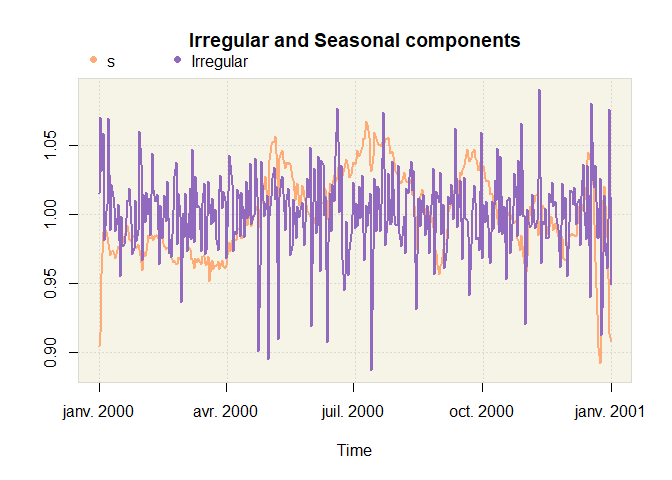 Irregular and Seasonal components
s Irregular
1.05
1.00
0.95
0.90
janv. 2000 avr. 2000 juil. 2000 oct. 2000 janv. 2001
Time